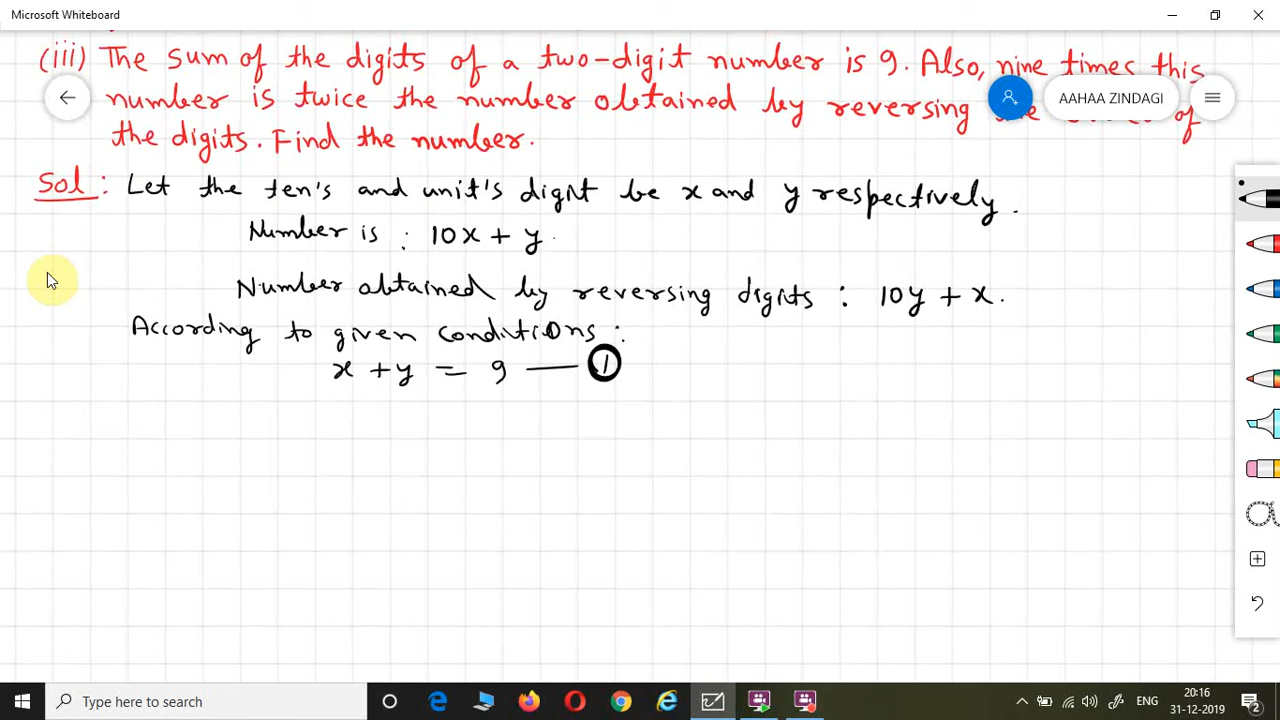 Microsoft Whiteboard
(iii) The sum of the digits of a two-digit number is 9. Also, nine times this
number is twice the number obtained by reversing of
the digits. Find the number.
AAHAA ZINDAGI
Sol: Let the ten's and unit's digit be x and y respectively.
Number is : 10x + y
Number obtained by reversing digits : 10y + x.
According to given conditions :
x + y = 9 — 1
Type here to search
ENG
20:16
31-12-2019
2